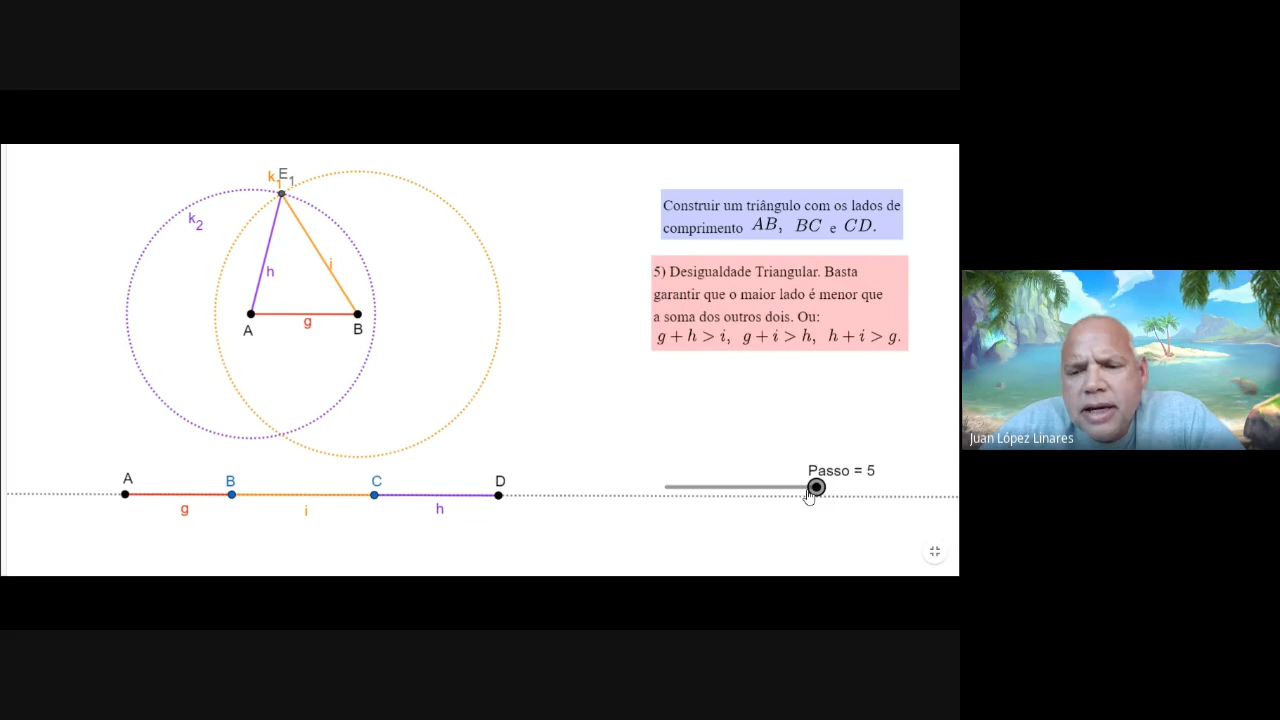 k1
E1
k2
h
i
g
A
B
Construir um triângulo com os lados de
comprimento AB, BC e CD.
5) Desigualdade Triangular. Basta
garantir que o maior lado é menor que
a soma dos outros dois. Ou:
g + h > i, g + i > h, h + i > g.
Juan López Linares
Passo = 5
A
B
C
D
g
i
h